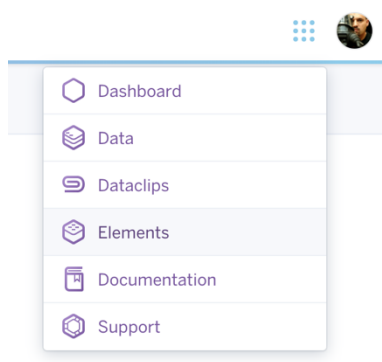 Dashboard
Data
Dataclips
Elements
Documentation
Support